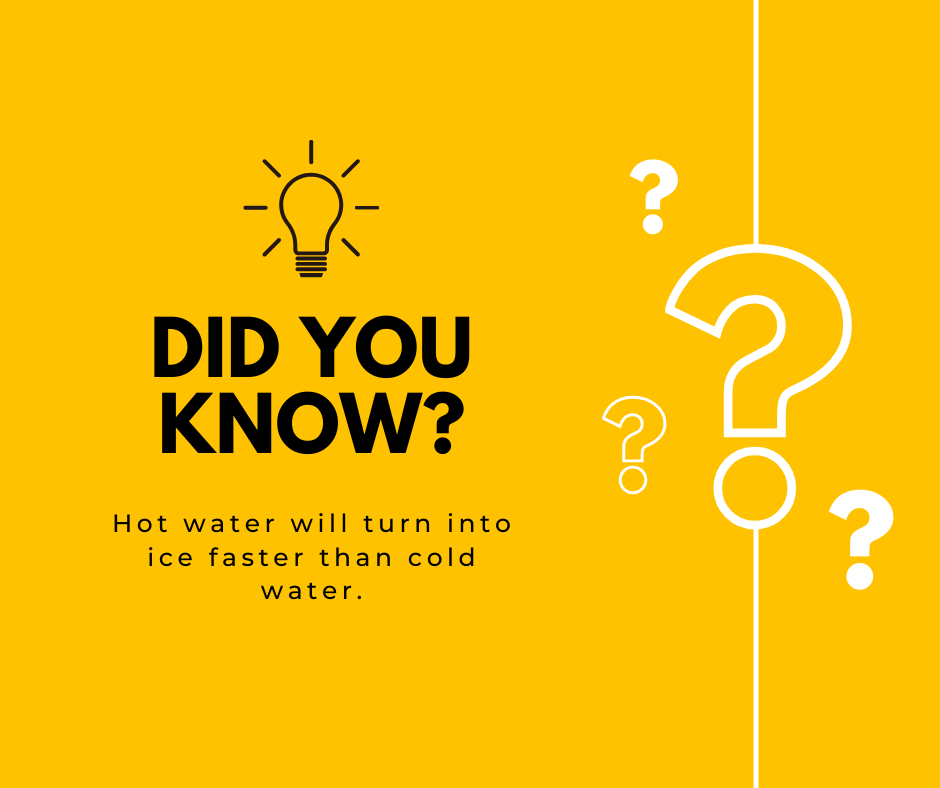 DID YOU
KNOW?
Hot water will turn into
ice faster than cold
water.
?
?
?
?